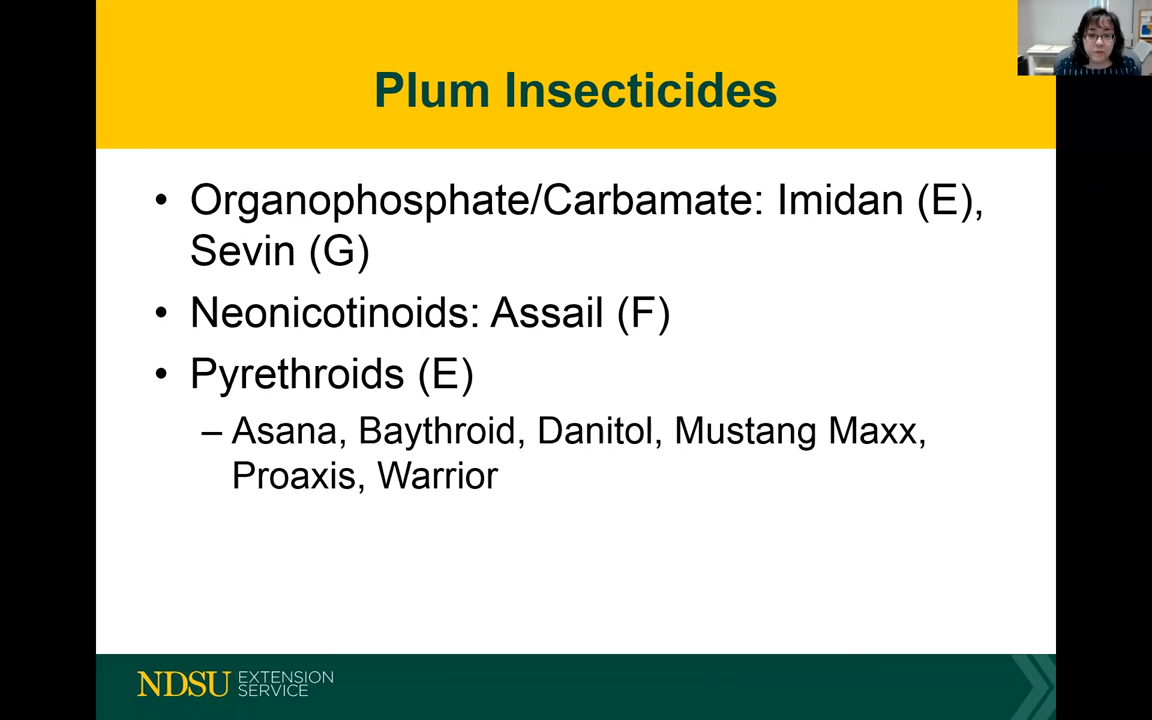 Plum Insecticides
• Organophosphate/Carbamate: Imidan (E),
Sevin (G)
• Neonicotinoids: Assail (F)
• Pyrethroids (E)
– Asana, Baythroid, Danitol, Mustang Maxx,
Proaxis, Warrior
NDSU EXTENSION
SERVICE